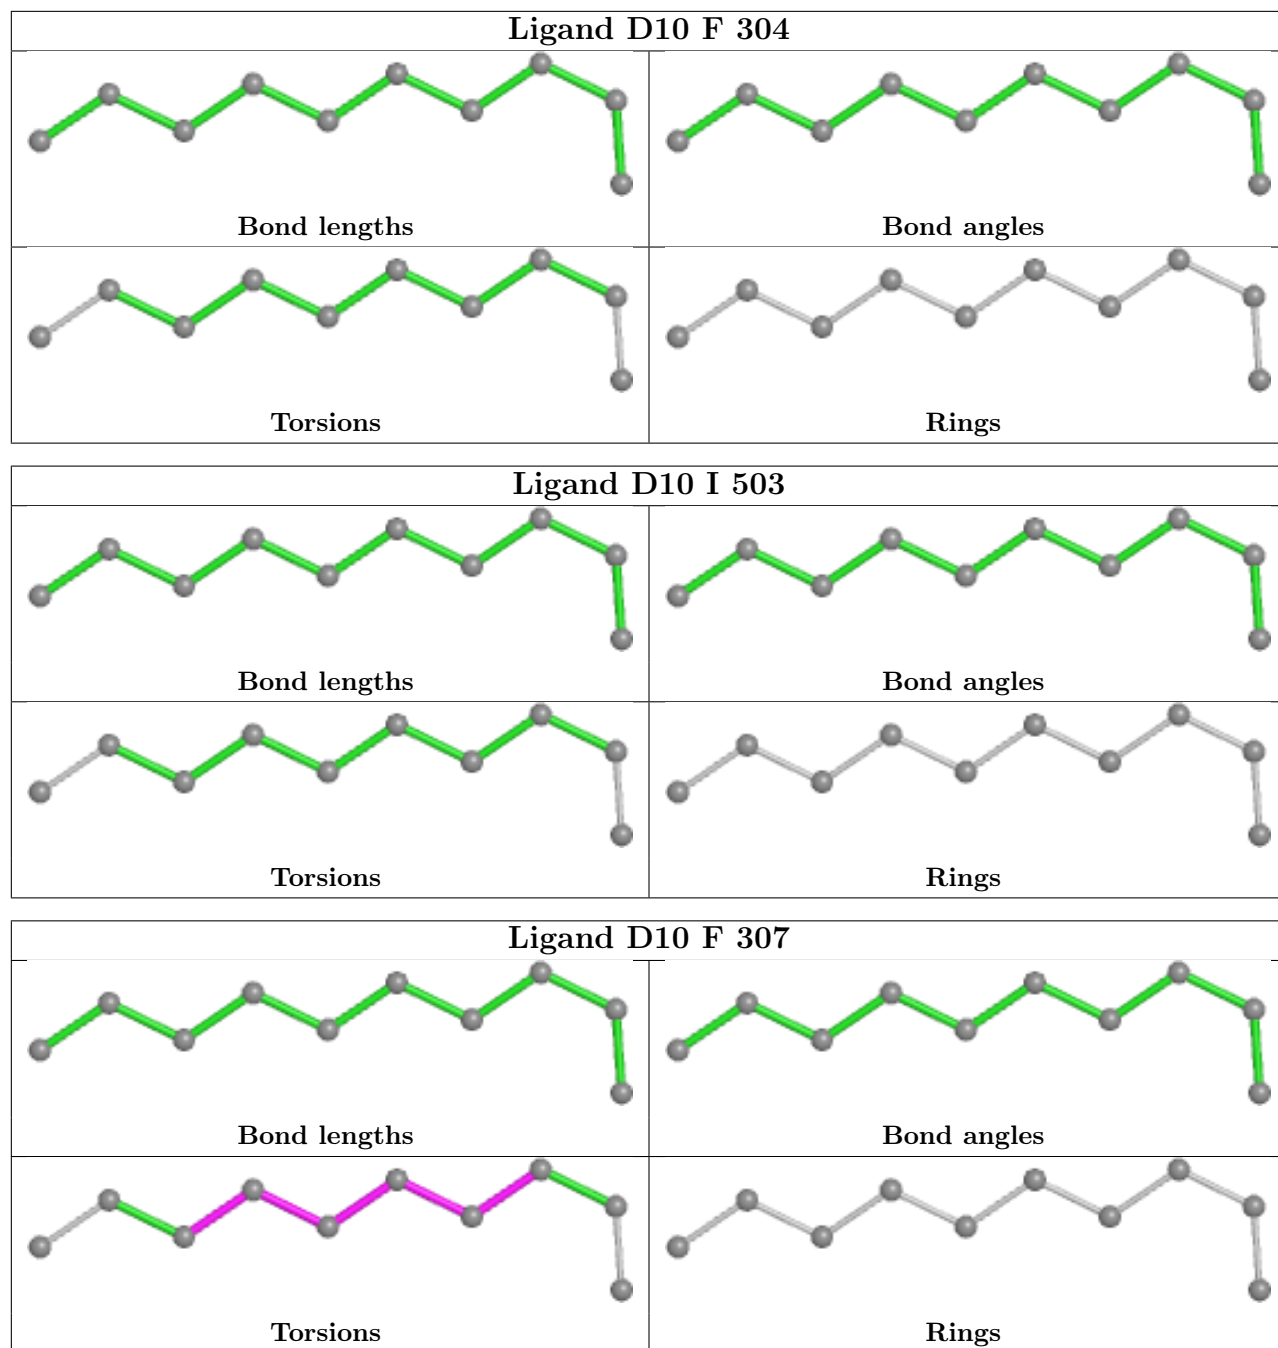 Ligand D10 F 304
Bond lengths
Bond angles
Torsions
Rings
Ligand D10 I 503
Bond lengths
Bond angles
Torsions
Rings
Ligand D10 F 307
Bond lengths
Bond angles
Torsions
Rings